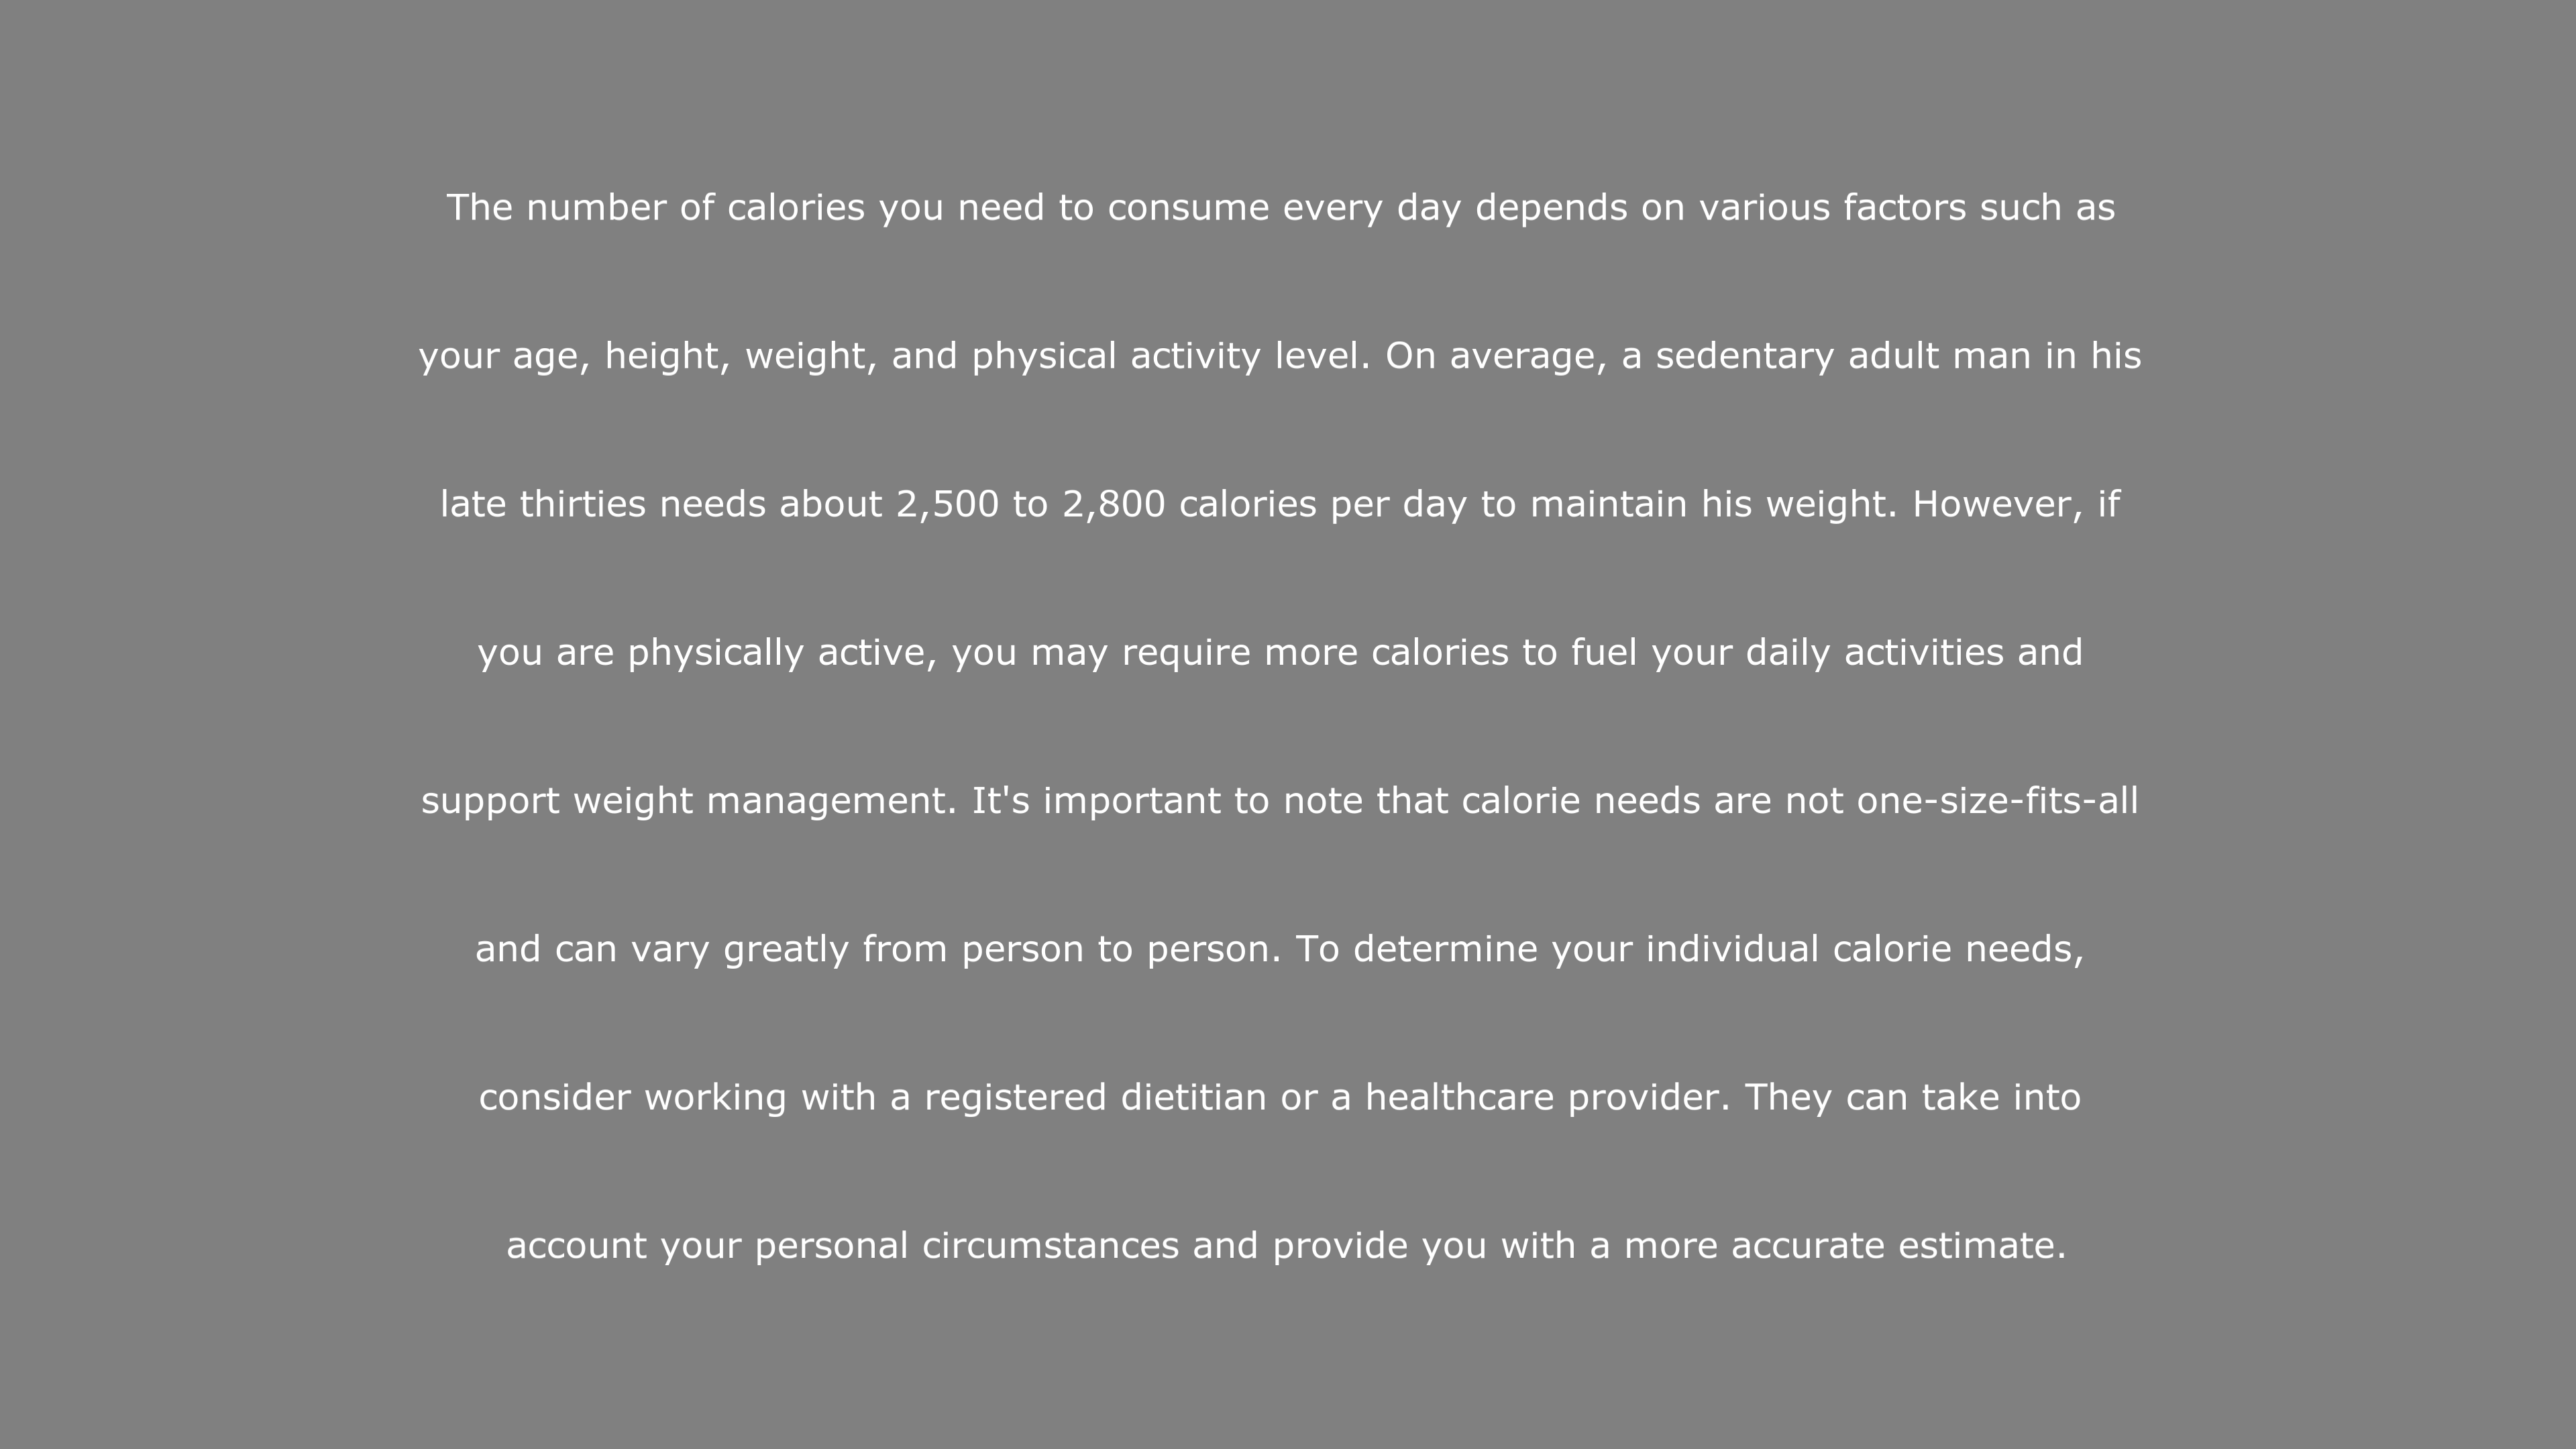 The number of calories you need to consume every day depends on various factors such as
your age, height, weight, and physical activity level. On average, a sedentary adult man in his
late thirties needs about 2,500 to 2,800 calories per day to maintain his weight. However, if
you are physically active, you may require more calories to fuel your daily activities and
support weight management. It's important to note that calorie needs are not one-size-fits-all
and can vary greatly from person to person. To determine your individual calorie needs,
consider working with a registered dietitian or a healthcare provider. They can take into
account your personal circumstances and provide you with a more accurate estimate.